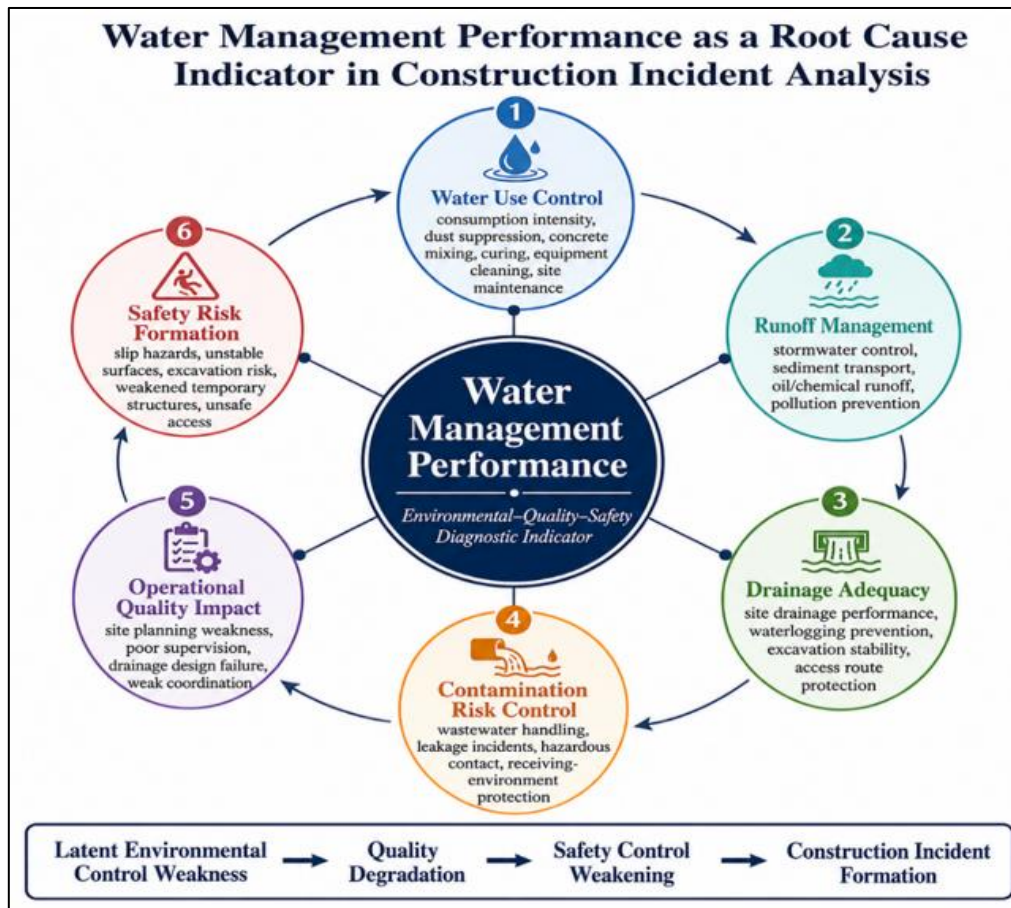 Water Management Performance as a Root Cause
Indicator in Construction Incident Analysis
1
Water Use Control
consumption intensity,
dust suppression, concrete
mixing, curing, equipment
cleaning, site
maintenance
2
Runoff Management
stormwater control,
sediment transport,
oil/chemical runoff,
pollution prevention
3
Drainage Adequacy
site drainage performance,
waterlogging prevention,
excavation stability,
access route
protection
4
Contamination
Risk Control
wastewater handling,
leakage incidents, hazardous
contact, receiving-
environment
protection
5
Operational
Quality Impact
site planning weakness,
poor supervision,
drainage design failure,
weak coordination
6
Safety Risk
Formation
slip hazards, unstable
surfaces, excavation risk,
weakened temporary
structures, unsafe
access
Water
Management
Performance
Environmental–Quality–Safety
Diagnostic Indicator
Latent Environmental
Control Weakness
Quality
Degradation
Safety Control
Weakening
Construction Incident
Formation